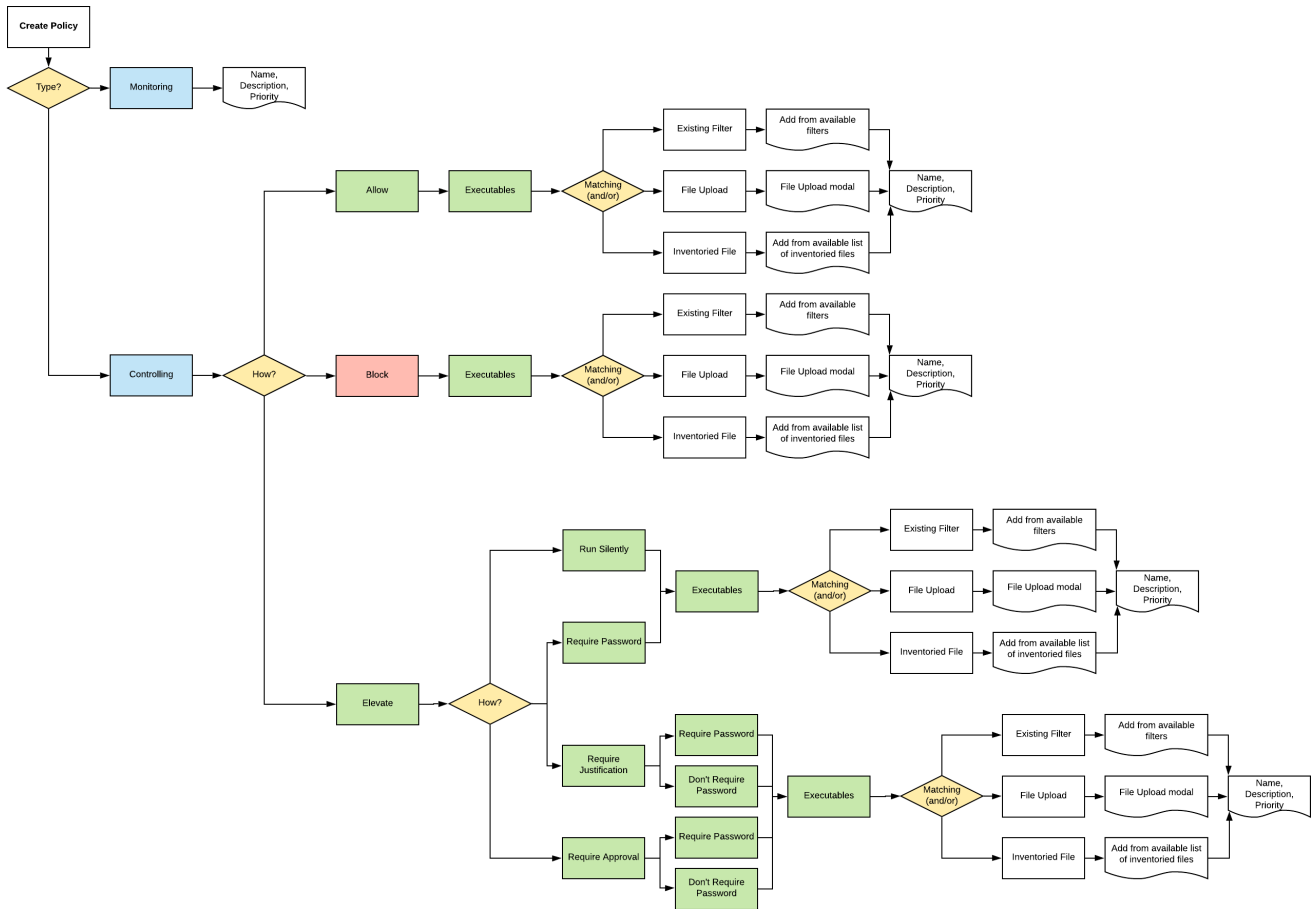 Create Policy
Type?
Monitoring
Name,
Description,
Priority
Existing Filter
Add from available
filters
Allow
Executables
Matching
(and/or)
File Upload
File Upload modal
Name,
Description,
Priority
Inventoried File
Add from available list
of inventoried files
Existing Filter
Add from available
filters
Controlling
How?
Block
Executables
Matching
(and/or)
File Upload
File Upload modal
Name,
Description,
Priority
Inventoried File
Add from available list
of inventoried files
Run Silently
Existing Filter
Add from available
filters
Executables
Matching
(and/or)
File Upload
File Upload modal
Name,
Description,
Priority
Require Password
Inventoried File
Add from available list
of inventoried files
Elevate
How?
Require
Justification
Require Password
Don't Require
Password
Existing Filter
Add from available
filters
Executables
Matching
(and/or)
File Upload
File Upload modal
Name,
Description,
Priority
Require Approval
Require Password
Don't Require
Password
Inventoried File
Add from available list
of inventoried files